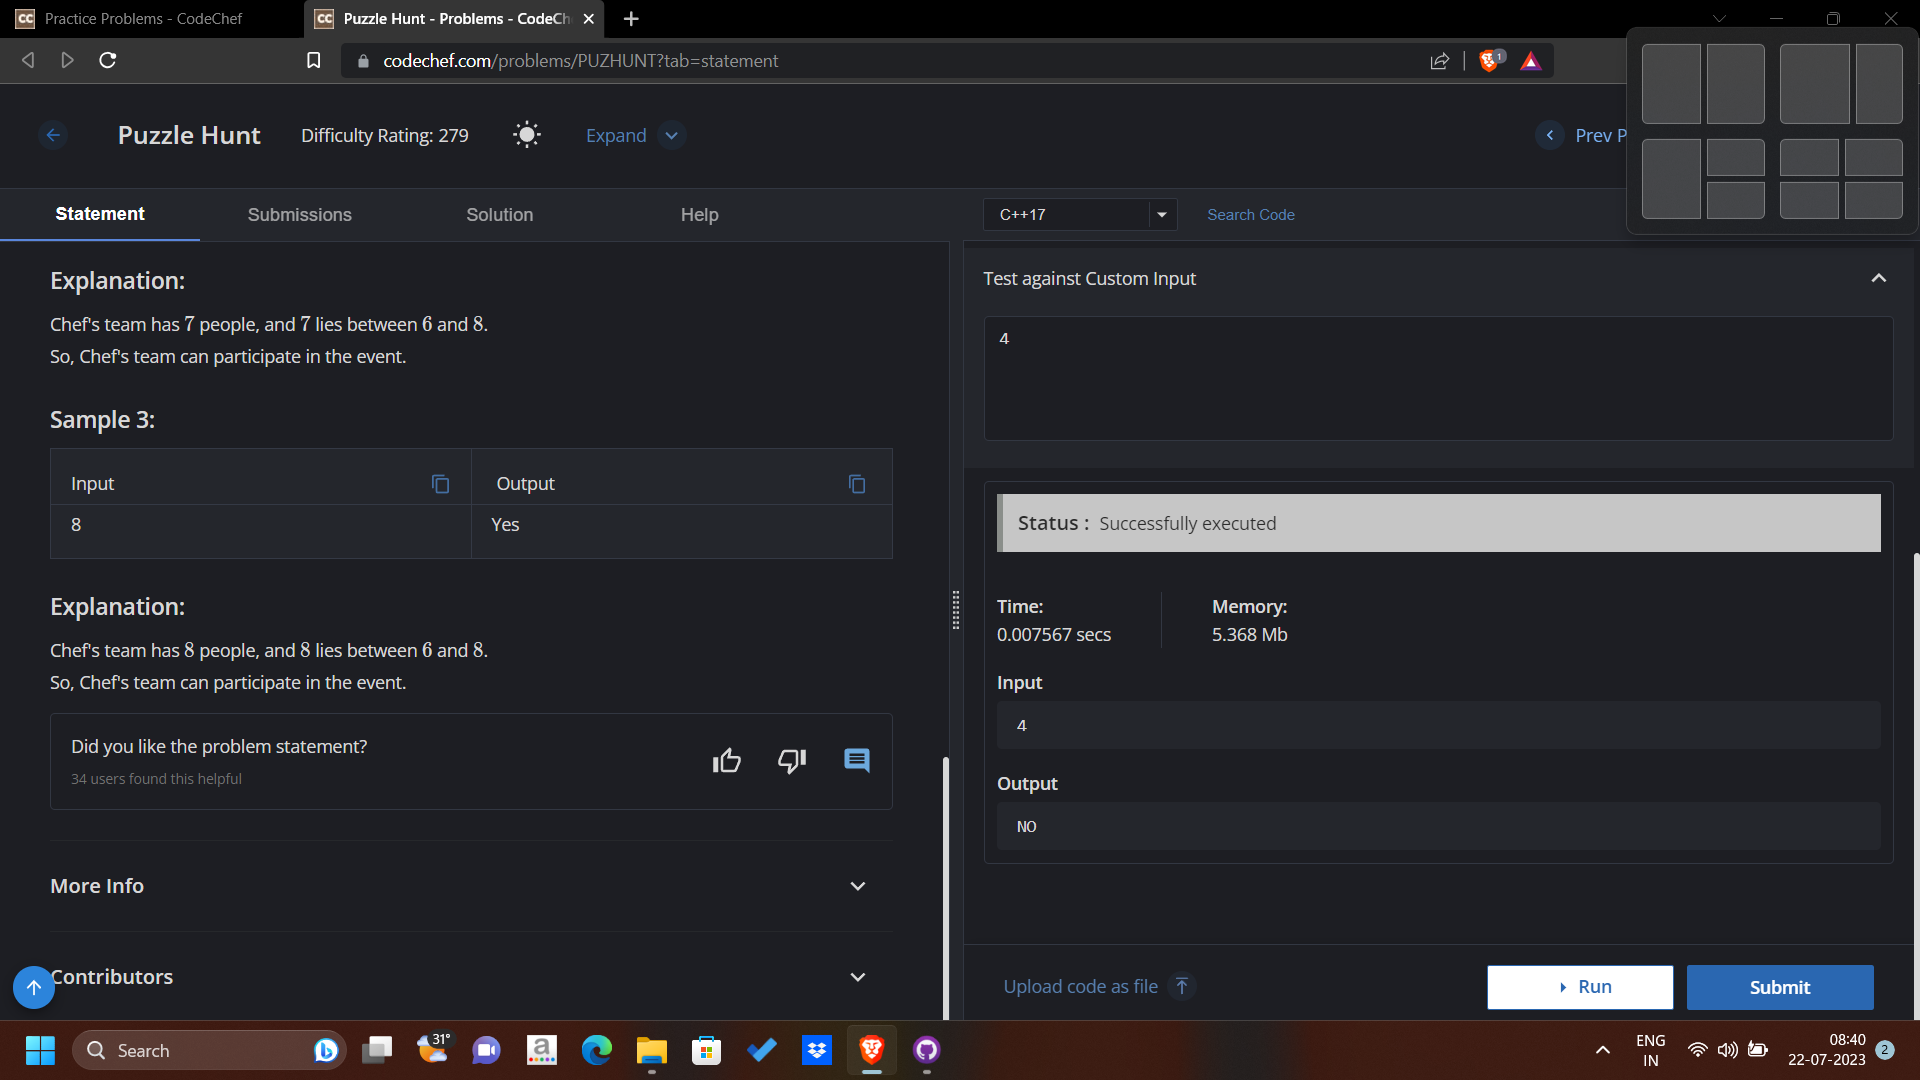 Practice Problems - CodeChef
Puzzle Hunt - Problems - CodeCh
codechef.com/problems/PUZHUNT?tab=statement
1
Puzzle Hunt
Difficulty Rating: 279
Expand
Prev P
Statement
Submissions
Solution
Help
C++17
Search Code
Explanation:
Chef's team has 7 people, and 7 lies between 6 and 8.
So, Chef's team can participate in the event.
Sample 3:
Input
Output
8
Yes
Explanation:
Chef's team has 8 people, and 8 lies between 6 and 8.
So, Chef's team can participate in the event.
Did you like the problem statement?
34 users found this helpful
More Info
Contributors
Test against Custom Input
4
Status : Successfully executed
Time:
0.007567 secs
Memory:
5.368 Mb
Input
4
Output
NO
Upload code as file
Run
Submit
Search
31°
ENG
IN
08:40
22-07-2023
2